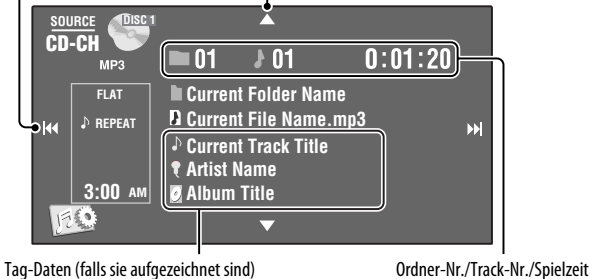 SOURCE
DISC 1
CD-CH
MP3
01 01 0:01:20
FLAT
REPEAT
3:00 AM
Current Folder Name
Current File Name.mp3
Current Track Title
Artist Name
Album Title
Tag-Daten (falls sie aufgezeichnet sind)
Ordner-Nr./Track-Nr./Spielzeit